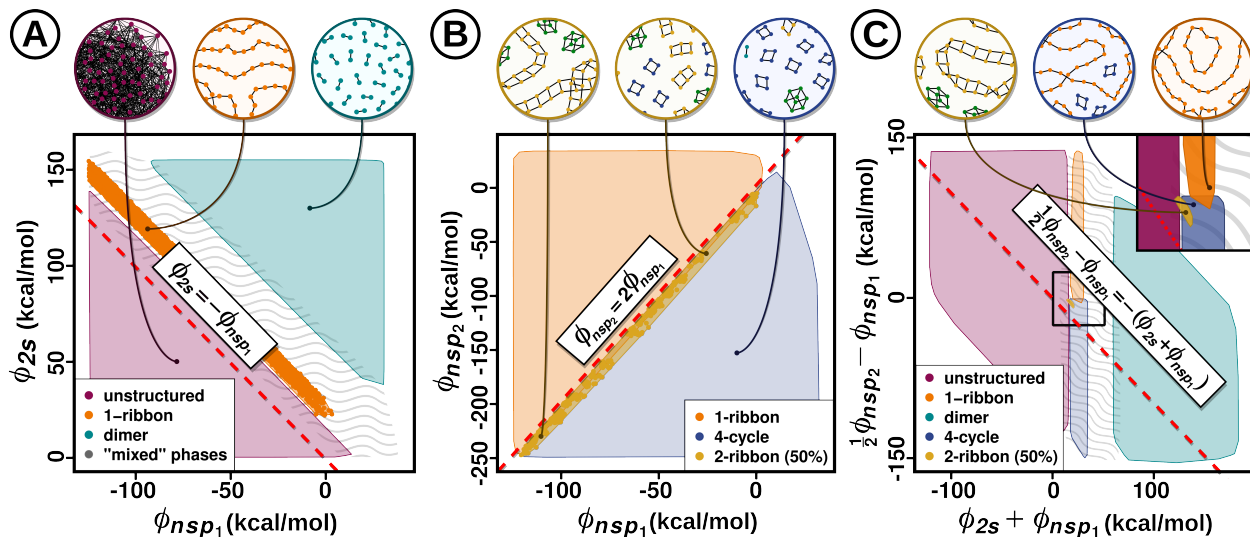 A
B
C
ϕ2s (kcal/mol)
150
100
50
0
ϕ2s = −ϕnsp1
unstructured
1−ribbon
dimer
"mixed" phases
-100
0
ϕnsp1 (kcal/mol)
ϕnsp2 (kcal/mol)
0
-50
-100
-150
-200
-250
ϕnsp2 = 2ϕnsp1
1-ribbon
4-cycle
2-ribbon (50%)
-100
-50
0
ϕnsp1 (kcal/mol)
½ϕnsp2 − ϕnsp1 (kcal/mol)
150
0
-150
½ϕnsp2 − ϕnsp1 = −(ϕ2s + ϕnsp1)
unstructured
1-ribbon
dimer
4-cycle
2-ribbon (50%)
-100
0
100
ϕ2s + ϕnsp1 (kcal/mol)